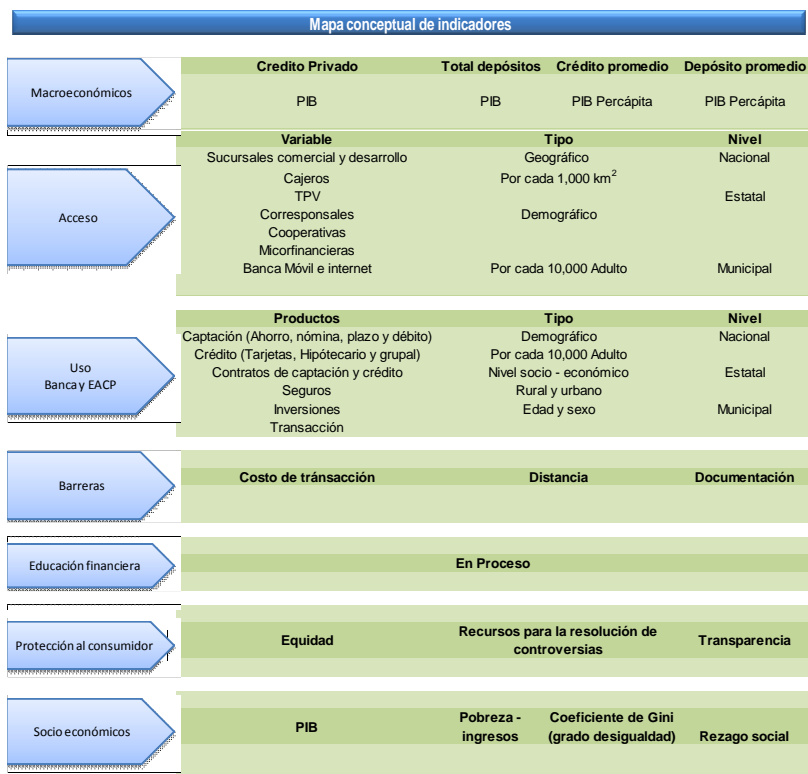 Mapa conceptual de indicadores
Macroeconómicos
Credito Privado Total depósitos Crédito promedio Depósito promedio
PIB PIB PIB Percápita PIB Percápita
Acceso
Variable Tipo Nivel
Sucursales comercial y desarrollo Geográfico Nacional
Cajeros Por cada 1,000 km²
TPV Estatal
Corresponsales Demográfico
Cooperativas
Micorfinancieras
Banca Móvil e internet Por cada 10,000 Adulto Municipal
Uso
Banca y EACP
Productos Tipo Nivel
Captación (Ahorro, nómina, plazo y débito) Demográfico Nacional
Crédito (Tarjetas, Hipótecario y grupal) Por cada 10,000 Adulto
Contratos de captación y crédito Nivel socio - económico Estatal
Seguros Rural y urbano
Inversiones Edad y sexo Municipal
Transacción
Barreras
Costo de tránsacción Distancia Documentación
Educación financiera
En Proceso
Protección al consumidor
Equidad Recursos para la resolución de Transparencia
controversias
Socio económicos
PIB Pobreza - Coeficiente de Gini
ingresos (grado desigualdad) Rezago social